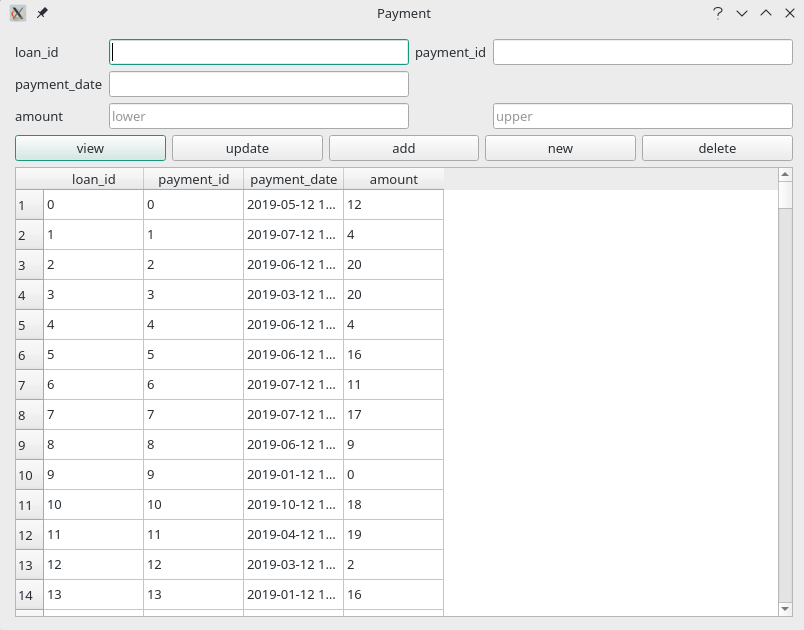 Payment
loan_id payment_id
payment_date
amount lower upper
view update add new delete
loan_id payment_id payment_date amount
1 0 0 2019-05-12 1... 12
2 1 1 2019-07-12 1... 4
3 2 2 2019-06-12 1... 20
4 3 3 2019-03-12 1... 20
5 4 4 2019-06-12 1... 4
6 5 5 2019-06-12 1... 16
7 6 6 2019-07-12 1... 11
8 7 7 2019-07-12 1... 17
9 8 8 2019-06-12 1... 9
10 9 9 2019-01-12 1... 0
11 10 10 2019-10-12 1... 18
12 11 11 2019-04-12 1... 19
13 12 12 2019-03-12 1... 2
14 13 13 2019-01-12 1... 16